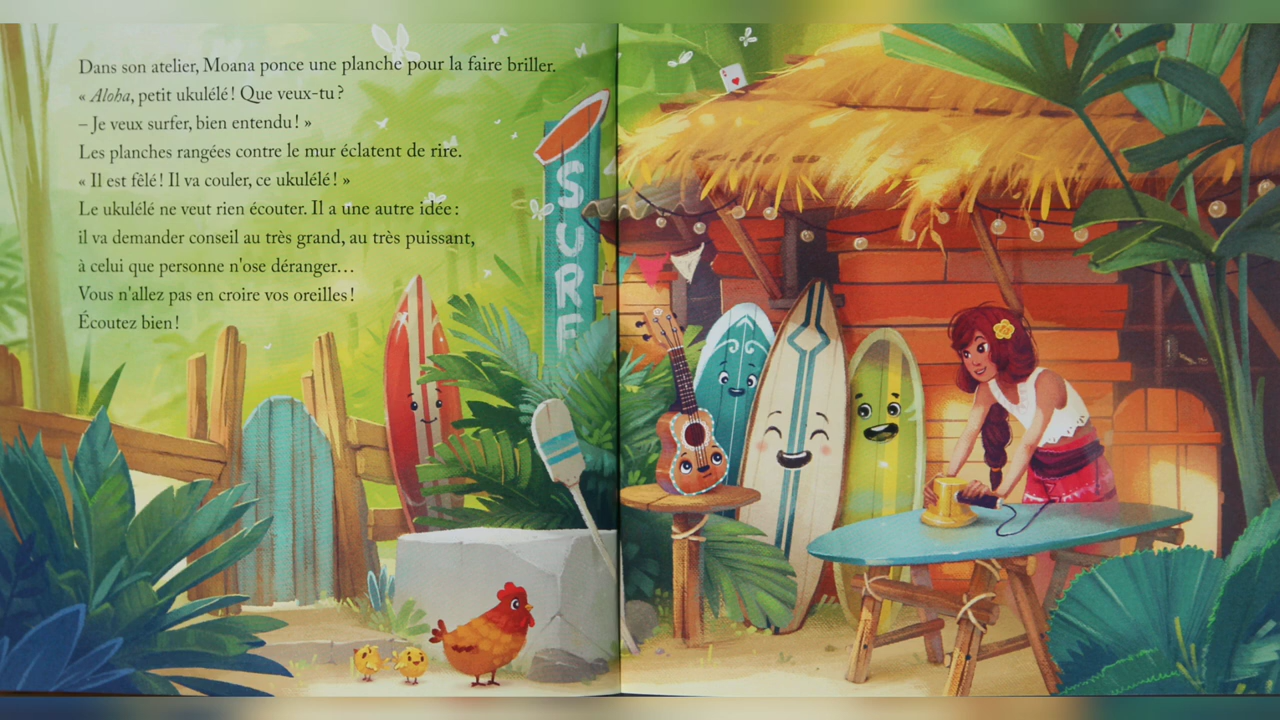 Dans son atelier, Moana ponce une planche pour la faire briller.
« Aloha, petit ukulélé ! Que veux-tu ?
– Je veux surfer, bien entendu ! »
Les planches rangées contre le mur éclatent de rire.
« Il est fêlé ! Il va couler, ce ukulélé ! »
Le ukulélé ne veut rien écouter. Il a une autre idée :
il va demander conseil au très grand, au très puissant,
à celui que personne n'ose déranger…
Vous n'allez pas en croire vos oreilles !
Écoutez bien !
SURF